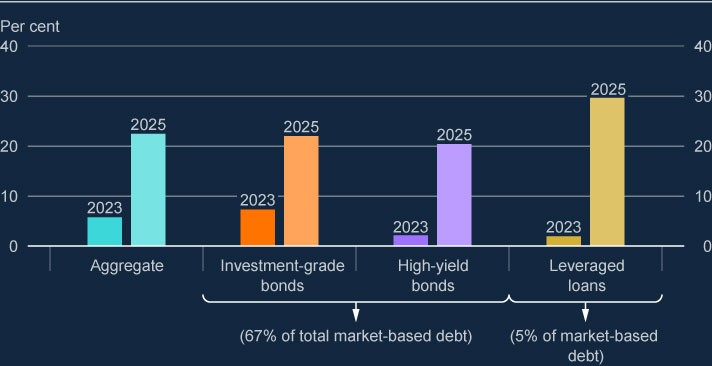 Per cent
40 40
30 30
20 20
10 10
0 0
2023 2025
2023 2025
2023 2025
2023 2025
Aggregate
Investment-grade
bonds
High-yield
bonds
Leveraged
loans
(67% of total market-based debt)
(5% of market-based
debt)